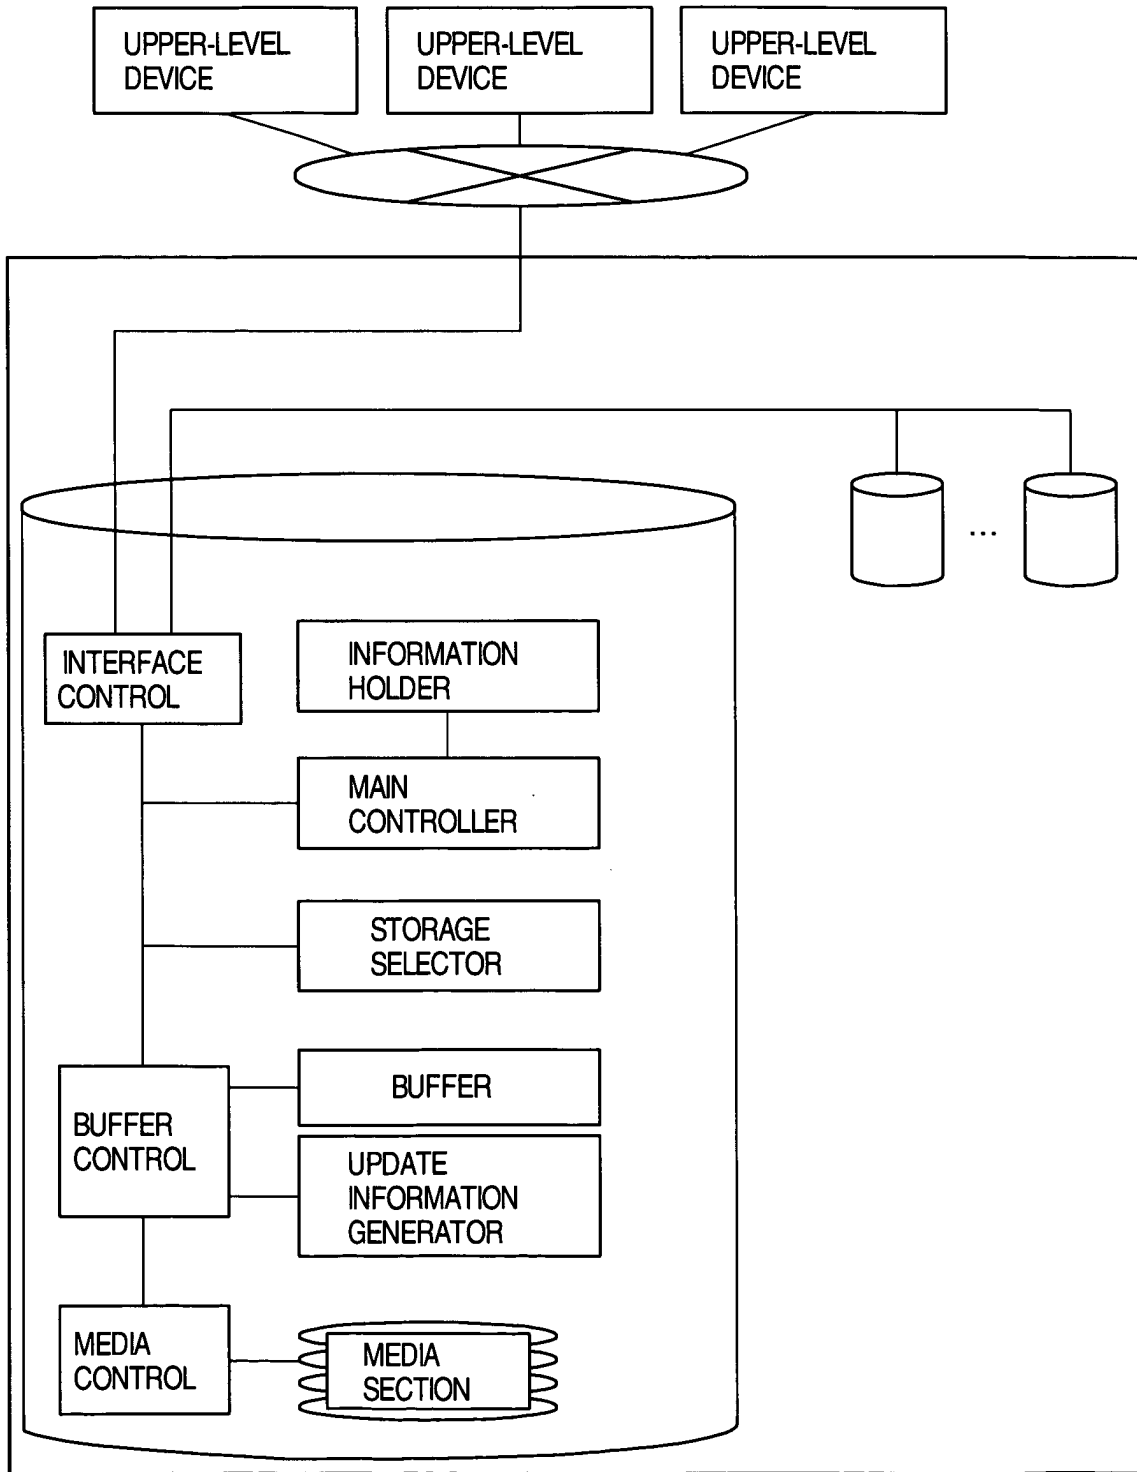 UPPER-LEVEL
DEVICE
UPPER-LEVEL
DEVICE
UPPER-LEVEL
DEVICE
...
INTERFACE
CONTROL
INFORMATION
HOLDER
MAIN
CONTROLLER
STORAGE
SELECTOR
BUFFER
CONTROL
BUFFER
UPDATE
INFORMATION
GENERATOR
MEDIA
CONTROL
MEDIA
SECTION